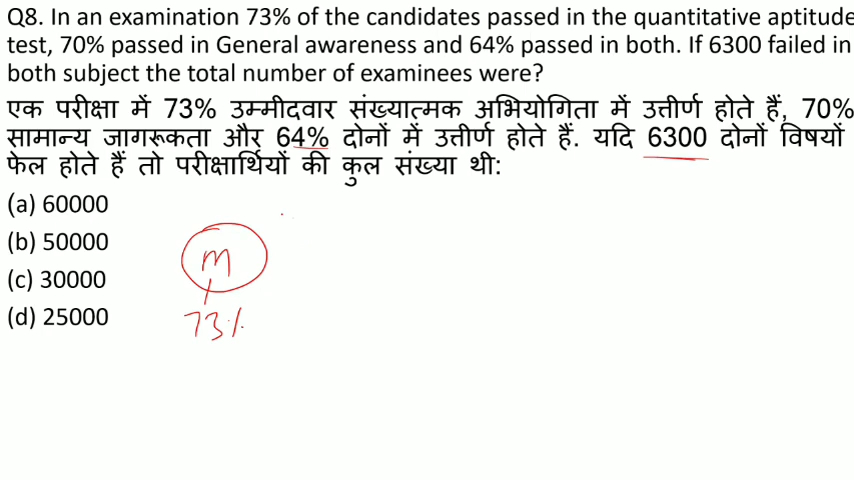 Q8. In an examination 73% of the candidates passed in the quantitative aptitude
test, 70% passed in General awareness and 64% passed in both. If 6300 failed in
both subject the total number of examinees were?
एक परीक्षा में 73% उम्मीदवार संख्यात्मक अभियोगिता में उत्तीर्ण होते हैं, 70%
सामान्य जागरूकता और 64% दोनों में उत्तीर्ण होते हैं. यदि 6300 दोनों विषयों
फेल होते हैं तो परीक्षार्थियों की कुल संख्या थी:
(a) 60000
(b) 50000
(c) 30000
(d) 25000
m
73%